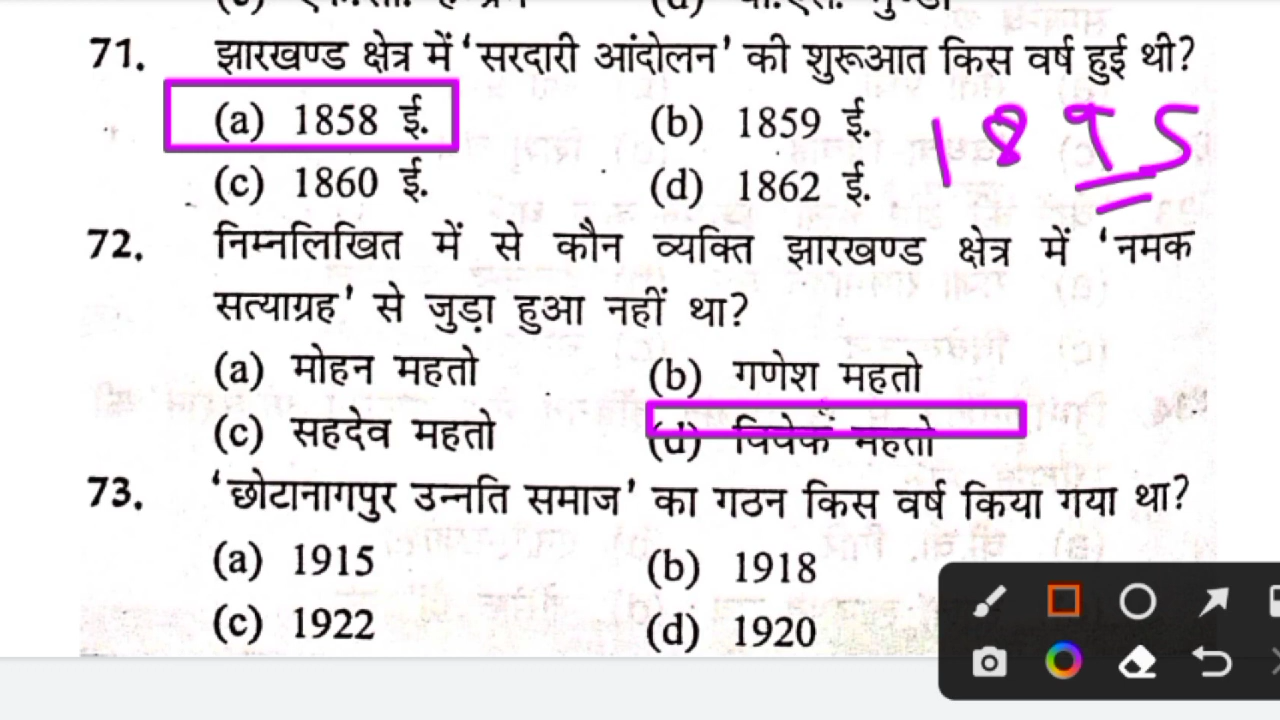 71. झारखण्ड क्षेत्र में 'सरदारी आंदोलन' की शुरूआत किस वर्ष हुई थी?
(a) 1858 ई. (b) 1859 ई. 1895
(c) 1860 ई. (d) 1862 ई.
72. निम्नलिखित में से कौन व्यक्ति झारखण्ड क्षेत्र में 'नमक
सत्याग्रह' से जुड़ा हुआ नहीं था?
(a) मोहन महतो (b) गणेश महतो
(c) सहदेव महतो (d) महतो
73. 'छोटानागपुर उन्नति समाज' का गठन किस वर्ष किया गया था?
(a) 1915 (b) 1918
(c) 1922 (d) 1920